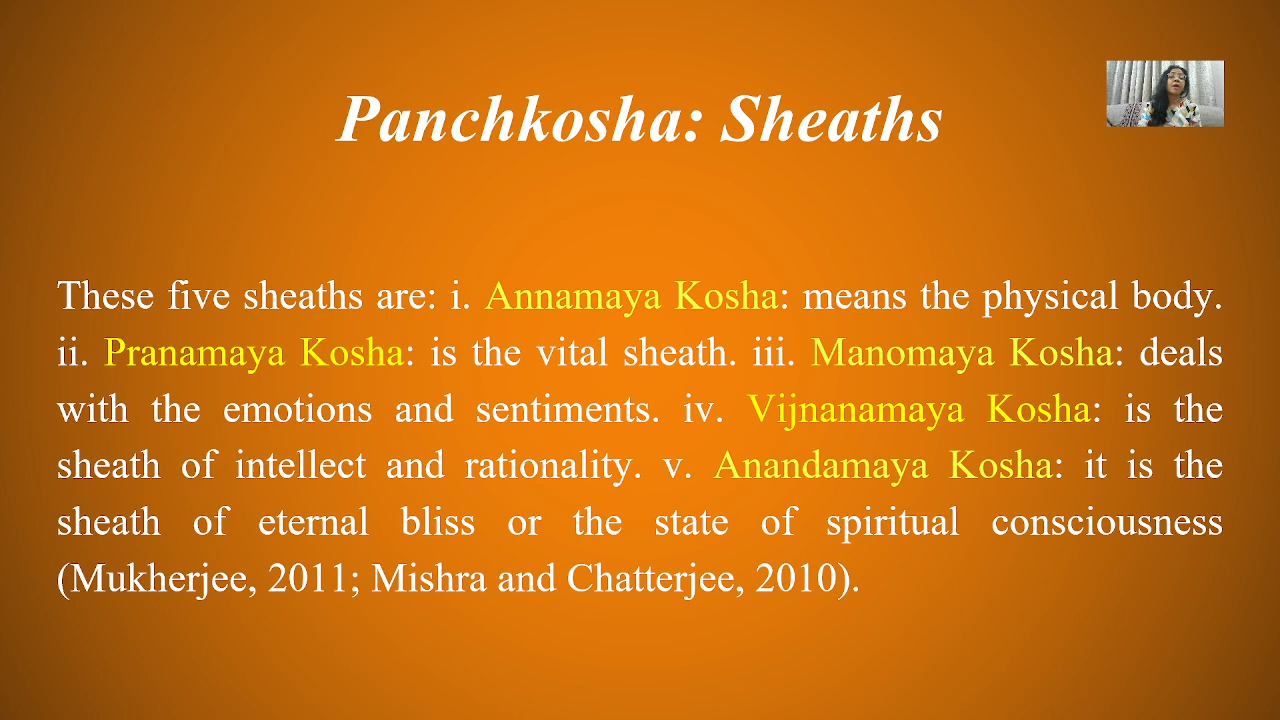 Panchkosha: Sheaths
These five sheaths are: i. Annamaya Kosha: means the physical body.
ii. Pranamaya Kosha: is the vital sheath. iii. Manomaya Kosha: deals
with the emotions and sentiments. iv. Vijnanamaya Kosha: is the
sheath of intellect and rationality. v. Anandamaya Kosha: it is the
sheath of eternal bliss or the state of spiritual consciousness
(Mukherjee, 2011; Mishra and Chatterjee, 2010).